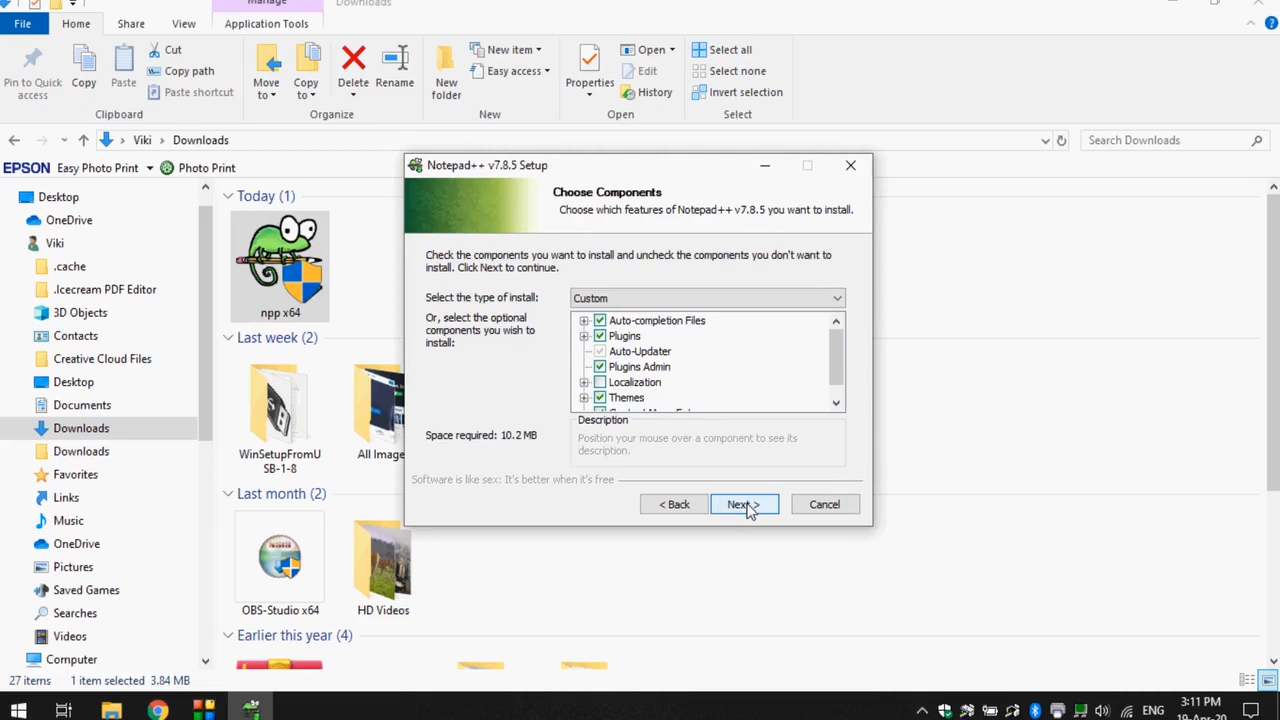 Manage
Downloads
File
Home
Share
View
Application Tools
Pin to Quick
access
Copy
Paste
Cut
Copy path
Paste shortcut
Clipboard
Move
to
Copy
to
Delete
Rename
Organize
New
folder
New item
Easy access
New
Properties
Open
Edit
History
Open
Select all
Select none
Invert selection
Select
Viki
Downloads
Search Downloads
EPSON Easy Photo Print
Photo Print
Desktop
OneDrive
Viki
.cache
.Icecream PDF Editor
3D Objects
Contacts
Creative Cloud Files
Desktop
Documents
Downloads
Downloads
Favorites
Links
Music
OneDrive
Pictures
Saved Games
Searches
Videos
Computer
Today (1)
npp x64
Last week (2)
WinSetupFromU
SB-1-8
All Image
Last month (2)
OBS-Studio x64
HD Videos
Earlier this year (4)
Notepad++ v7.8.5 Setup
Choose Components
Choose which features of Notepad++ v7.8.5 you want to install.
Check the components you want to install and uncheck the components you don't want to
install. Click Next to continue.
Select the type of install:
Custom
Or, select the optional
components you wish to
install:
Auto-completion Files
Plugins
Auto-Updater
Plugins Admin
Localization
Themes
Space required: 10.2 MB
Description
Position your mouse over a component to see its
description.
Software is like sex: It's better when it's free
< Back
Next >
Cancel
27 items
1 item selected 3.84 MB
ENG
3:11 PM
19-Apr-20